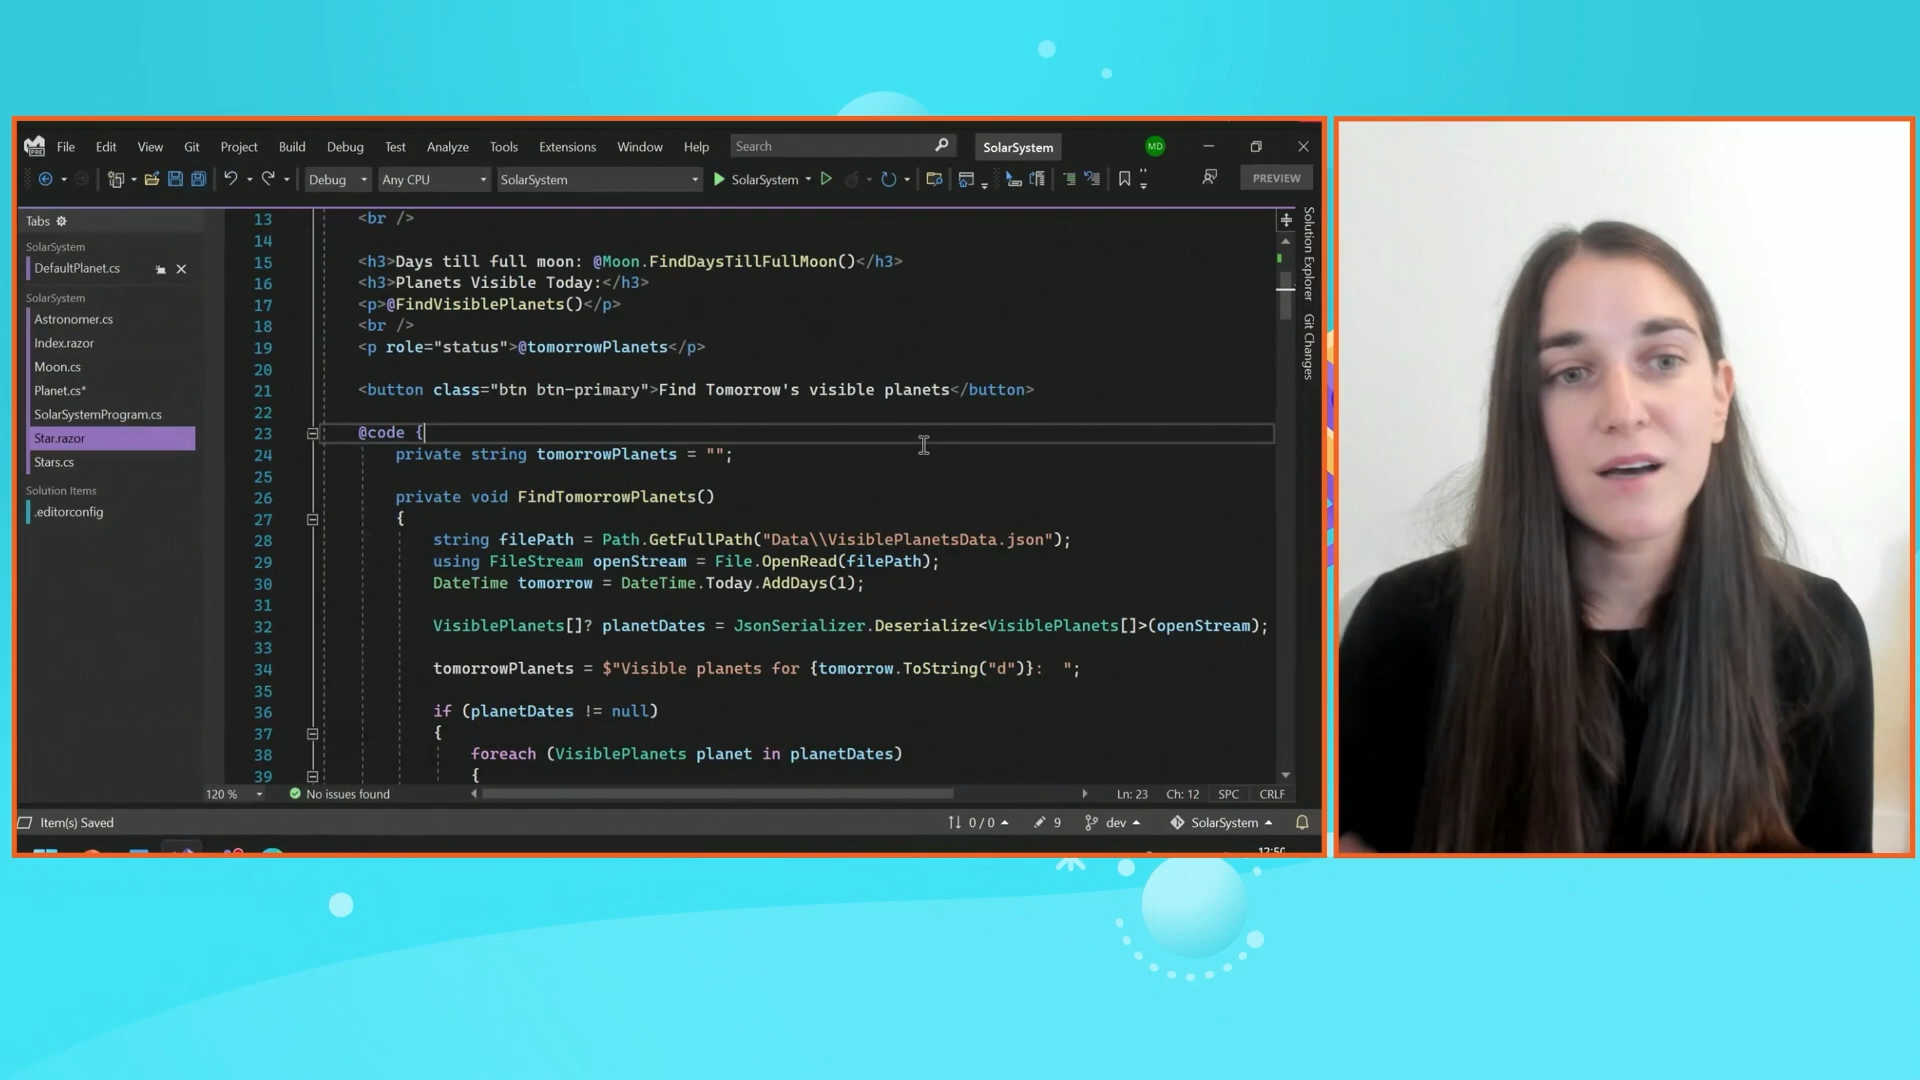 File Edit View Git Project Build Debug Test Analyze Tools Extensions Window Help Search SolarSystem MD
Debug Any CPU SolarSystem SolarSystem PREVIEW
Tabs
SolarSystem
DefaultPlanet.cs
SolarSystem
Astronomer.cs
Index.razor
Moon.cs
Planet.cs*
SolarSystemProgram.cs
Star.razor
Stars.cs
Solution Items
.editorconfig
13 <br />
14
15 <h3>Days till full moon: @Moon.FindDaysTillFullMoon()</h3>
16 <h3>Planets Visible Today:</h3>
17 <p>@FindVisiblePlanets()</p>
18 <br />
19 <p role="status">@tomorrowPlanets</p>
20
21 <button class="btn btn-primary">Find Tomorrow's visible planets</button>
22
23 @code {
24 private string tomorrowPlanets = "";
25
26 private void FindTomorrowPlanets()
27 {
28 string filePath = Path.GetFullPath("Data\\VisiblePlanetsData.json");
29 using FileStream openStream = File.OpenRead(filePath);
30 DateTime tomorrow = DateTime.Today.AddDays(1);
31
32 VisiblePlanets[]? planetDates = JsonSerializer.Deserialize<VisiblePlanets[]>(openStream);
33
34 tomorrowPlanets = $"Visible planets for {tomorrow.ToString("d")}:  ";
35
36 if (planetDates != null)
37 {
38 foreach (VisiblePlanets planet in planetDates)
39 {
Solution Explorer
Git Changes
120 % No issues found Ln: 23 Ch: 12 SPC CRLF
Item(s) Saved 0 / 0 9 dev SolarSystem
12:50